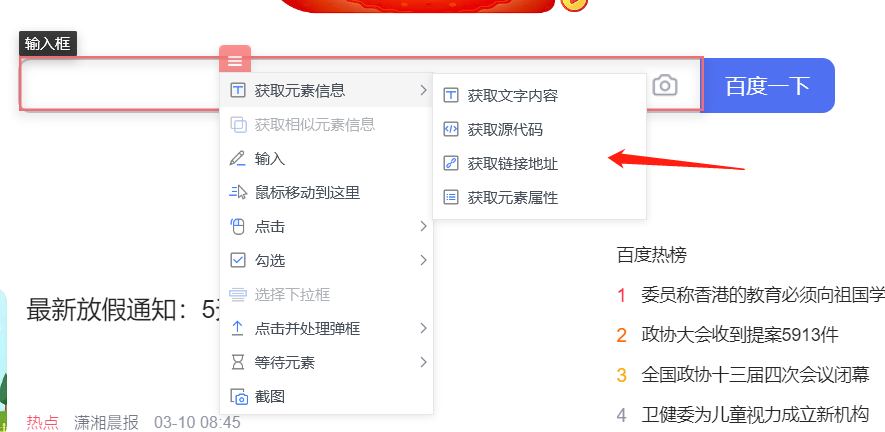 输入框
百度一下
获取元素信息
获取相似元素信息
输入
鼠标移动到这里
点击
勾选
选择下拉框
点击并处理弹框
等待元素
截图
获取文字内容
获取源代码
获取链接地址
获取元素属性
最新放假通知：5
热点 潇湘晨报 03-10 08:45
百度热榜
1 委员称香港的教育必须向祖国学
2 政协大会收到提案5913件
3 全国政协十三届四次会议闭幕
4 卫健委为儿童视力成立新机构